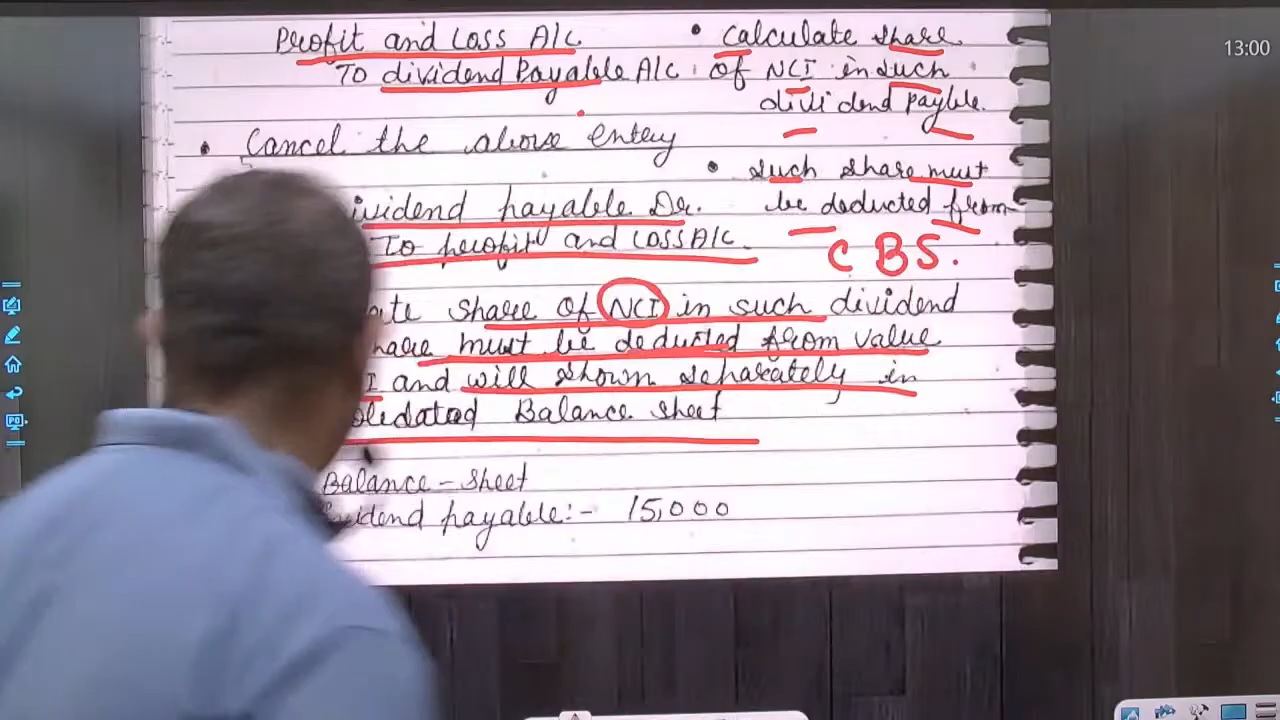 Profit and Loss A/C
To dividend Payable A/C
• Cancel the above entry
ividend payable Dr.
To profit and Loss A/C.
• Calculate share
of NCI in such
dividend payble.
• such share must
be deducted from
CBS.
ate share of NCI in such dividend
hare must be deducted from value
I and will shown separately in
olidated Balance sheet
Balance - sheet
idend payable:- 15,000
13:00